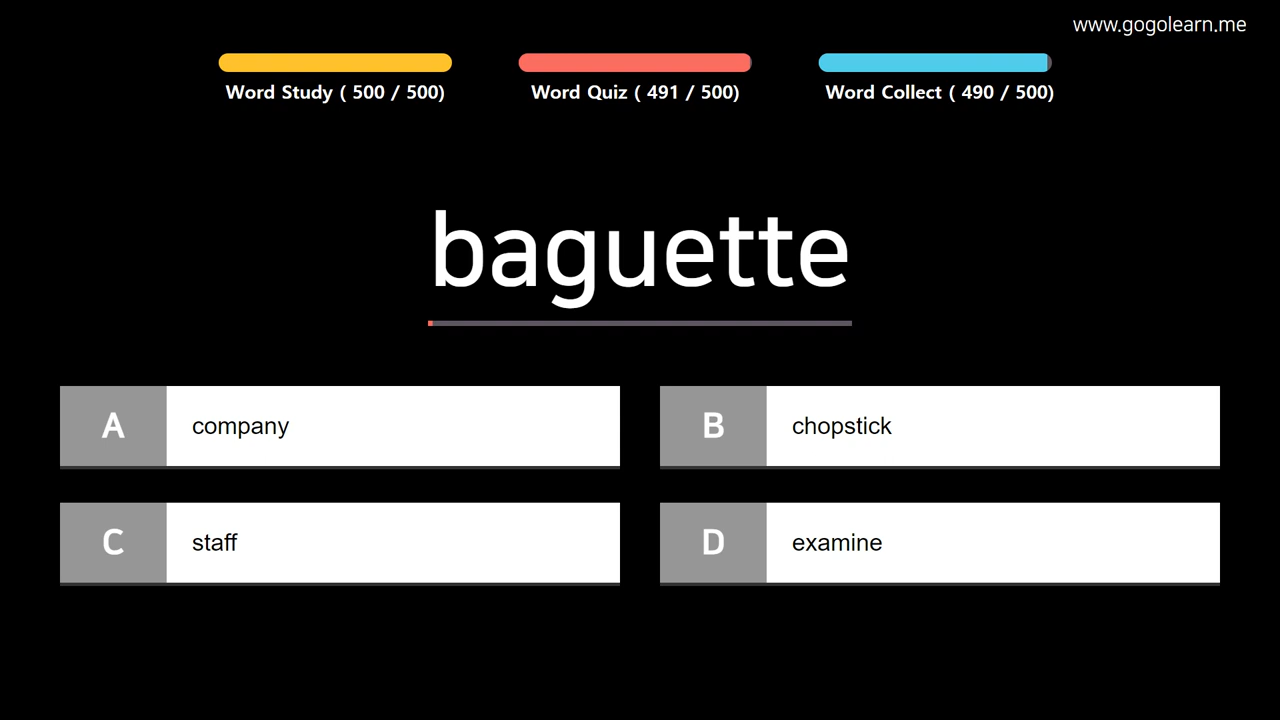 www.gogolearn.me
Word Study ( 500 / 500)
Word Quiz ( 491 / 500)
Word Collect ( 490 / 500)
baguette
A company
B chopstick
C staff
D examine